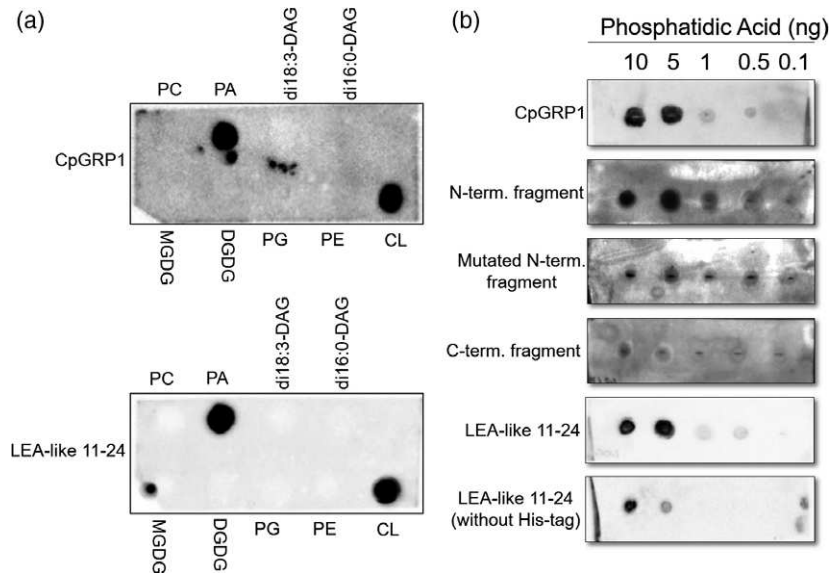 (a)
di18:3-DAG
di16:0-DAG
PC PA
CpGRP1
MGDG DGDG PG PE CL
di18:3-DAG
di16:0-DAG
PC PA
LEA-like 11-24
MGDG DGDG PG PE CL
(b)
Phosphatidic Acid (ng)
10 5 1 0.5 0.1
CpGRP1
N-term. fragment
Mutated N-term.
fragment
C-term. fragment
LEA-like 11-24
LEA-like 11-24
(without His-tag)